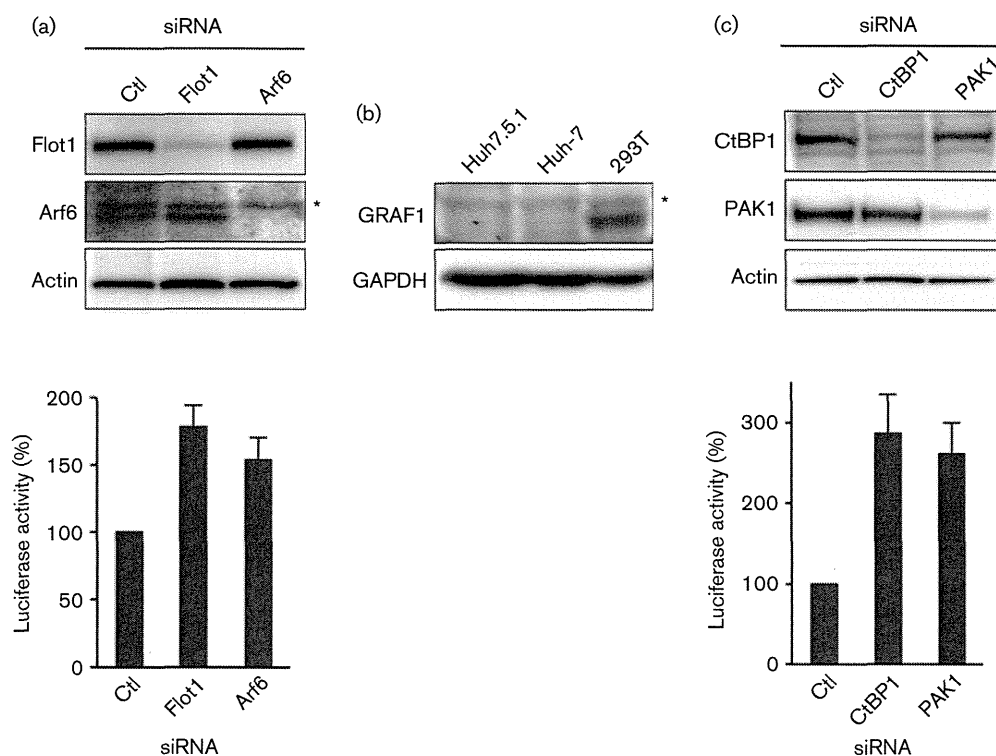 (a)
siRNA
Ctl Flot1 Arf6
Flot1
Arf6 *
Actin
(b)
Huh7.5.1 Huh-7 293T
GRAF1 *
GAPDH
(c)
siRNA
Ctl CtBP1 PAK1
CtBP1
PAK1
Actin
Luciferase activity (%)
200
150
100
50
0
Ctl Flot1 Arf6
siRNA
Luciferase activity (%)
300
200
100
0
Ctl CtBP1 PAK1
siRNA